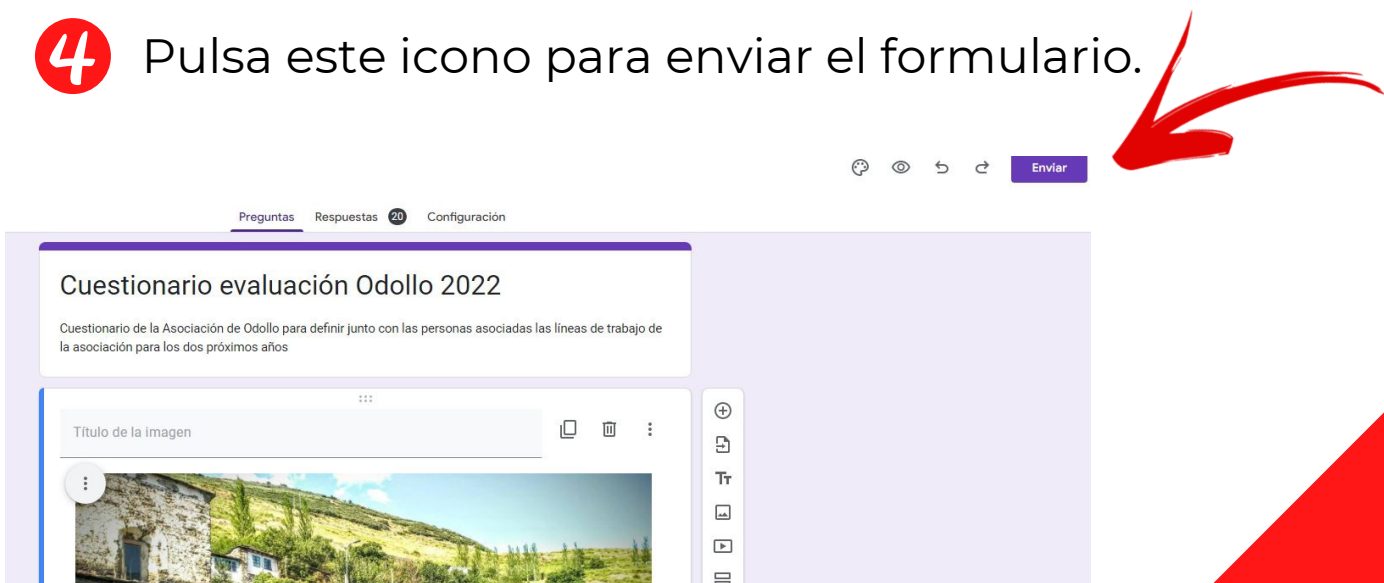 4 Pulsa este icono para enviar el formulario.
Enviar
Preguntas Respuestas 20 Configuración
Cuestionario evaluación Odollo 2022
Cuestionario de la Asociación de Odollo para definir junto con las personas asociadas las líneas de trabajo de
la asociación para los dos próximos años
Título de la imagen
Tт